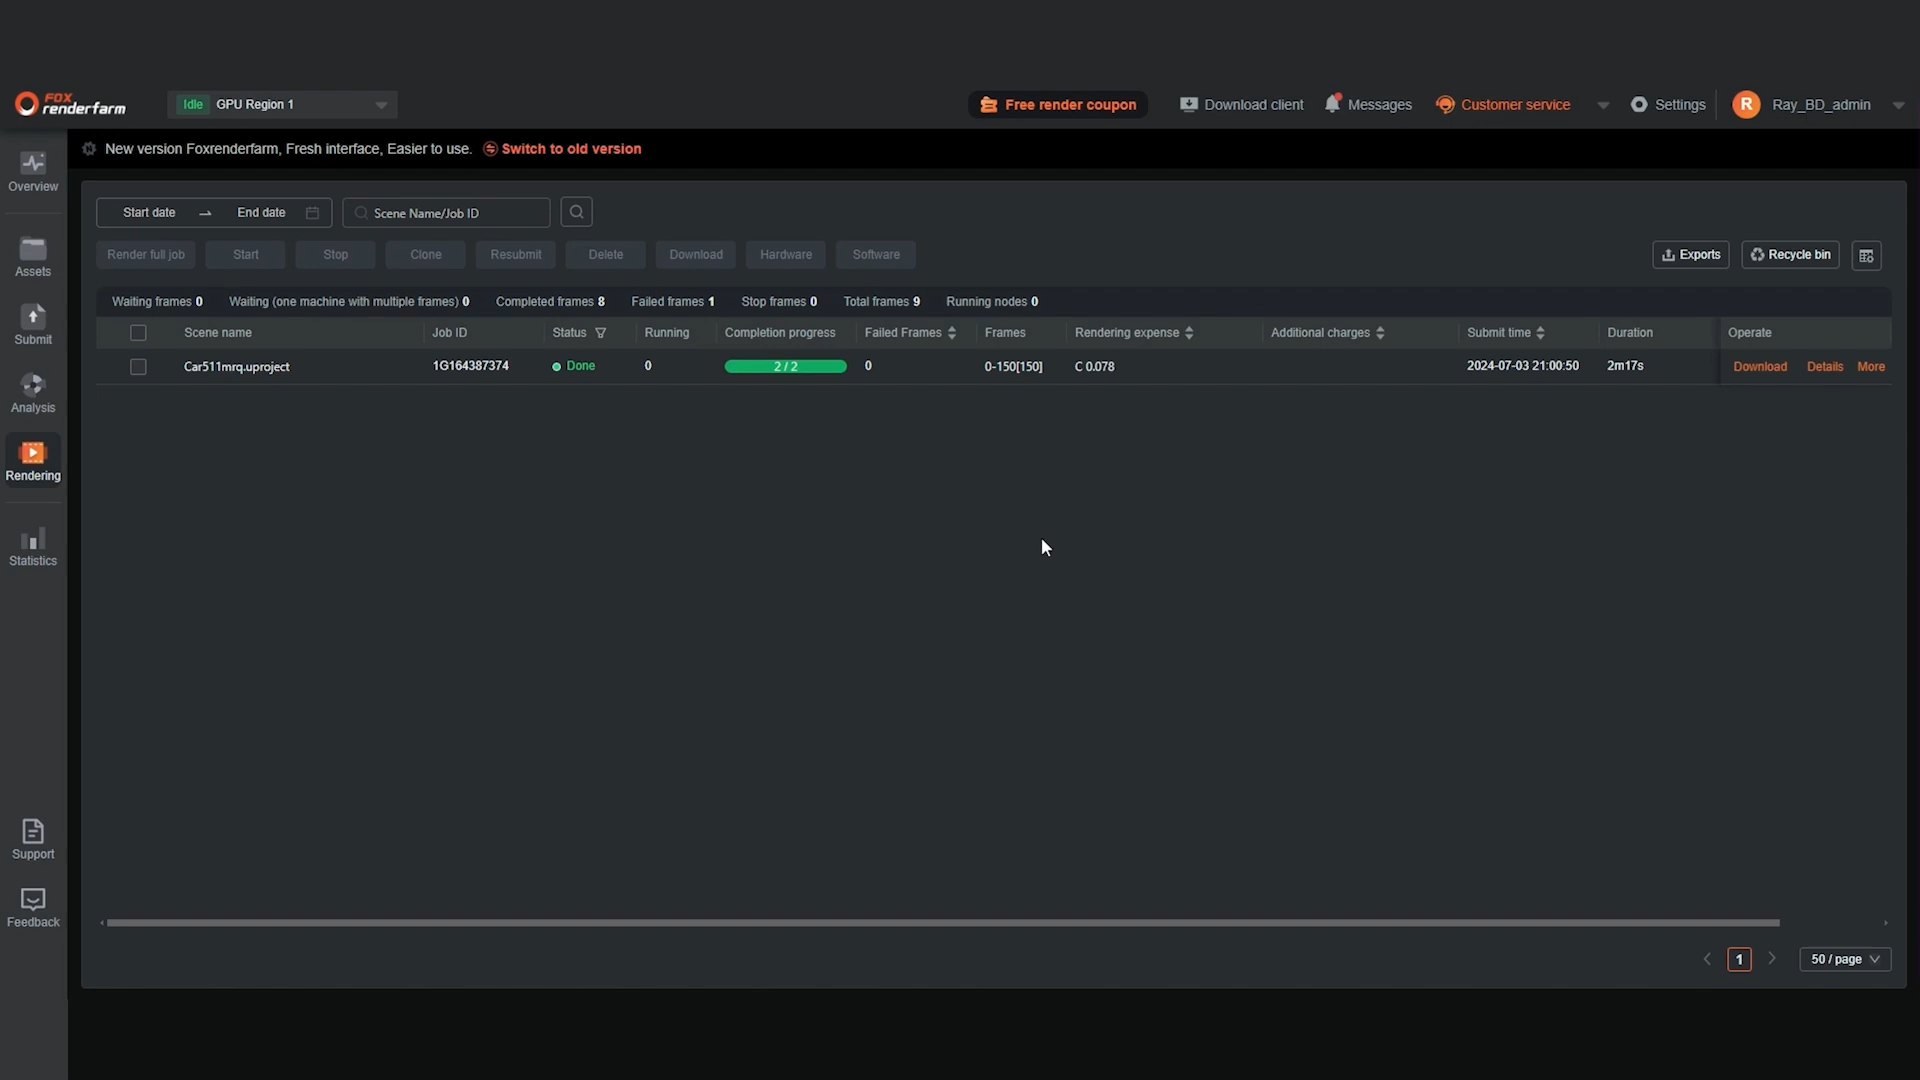 FOX renderfarm
Idle GPU Region 1
Free render coupon
Download client
Messages
Customer service
Settings
R Ray_BD_admin
New version Foxrenderfarm, Fresh interface, Easier to use. Switch to old version
Overview
Assets
Submit
Analysis
Rendering
Statistics
Support
Feedback
Start date End date Scene Name/Job ID
Render full job Start Stop Clone Resubmit Delete Download Hardware Software Exports Recycle bin
Waiting frames 0 Waiting (one machine with multiple frames) 0 Completed frames 8 Failed frames 1 Stop frames 0 Total frames 9 Running nodes 0
Scene name Job ID Status Running Completion progress Failed Frames Frames Rendering expense Additional charges Submit time Duration Operate
Car511mrq.uproject 1G164387374 Done 0 2 / 2 0 0-150[150] C 0.078 2024-07-03 21:00:50 2m17s Download Details More
1 50 / page